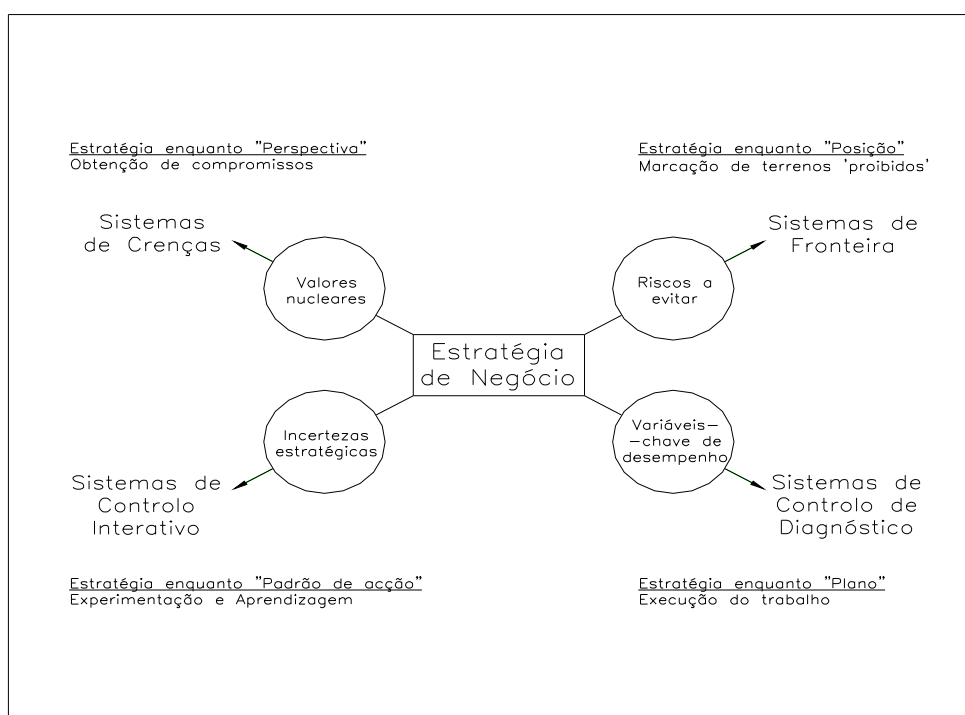 Estratégia enquanto "Perspectiva"
Obtenção de compromissos
Estratégia enquanto "Posição"
Marcação de terrenos 'proibidos'
Sistemas
de Crenças
Sistemas de
Fronteira
Valores
nucleares
Riscos a
evitar
Estratégia
de Negócio
Incertezas
estratégicas
Variáveis-
-chave de
desempenho
Sistemas de
Controlo
Interativo
Sistemas de
Controlo de
Diagnóstico
Estratégia enquanto "Padrão de acção"
Experimentação e Aprendizagem
Estratégia enquanto "Plano"
Execução do trabalho